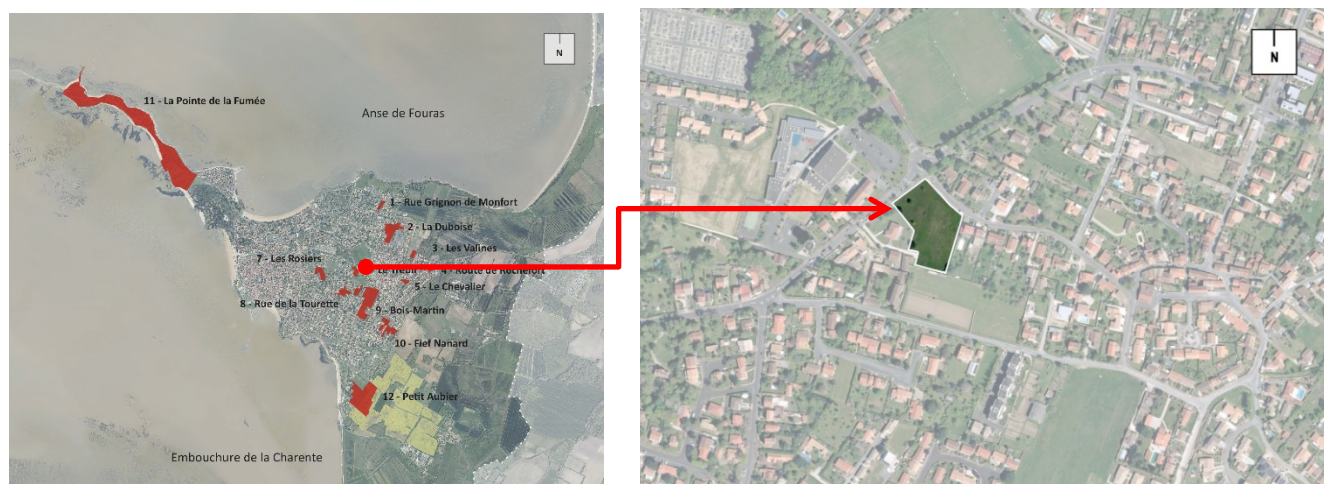 N
11 - La Pointe de la Fumée
Anse de Fouras
1 - Rue Grignon de Monfort
2 - La Duboise
3 - Les Valines
7 - Les Rosiers
Le Treuil
4 - Route de Rochefort
5 - Le Chevalier
8 - Rue de la Tourette
9 - Bois-Martin
10 - Fief Nanard
12 - Petit Aubier
Embouchure de la Charente
N